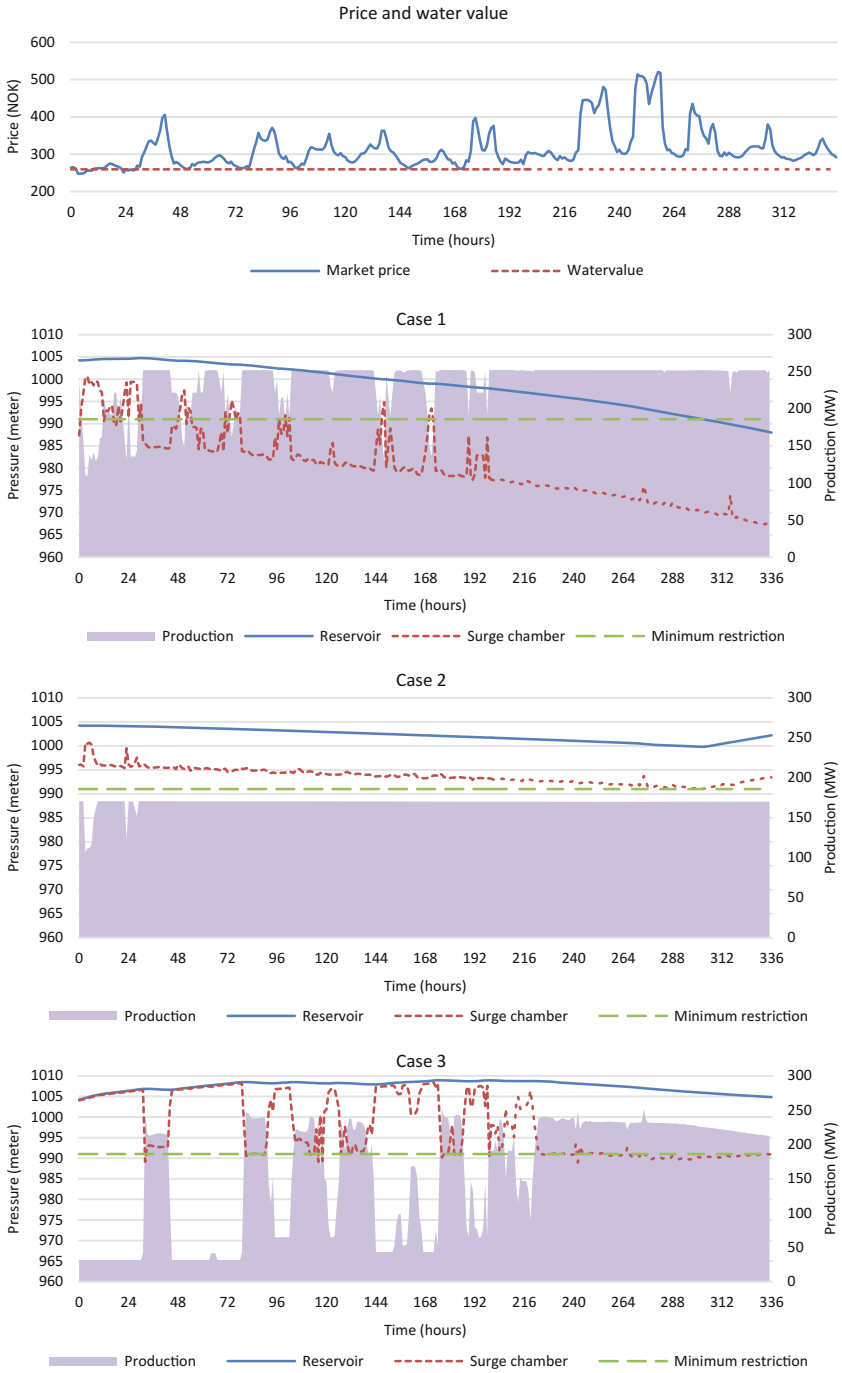 Price and water value
Price (NOK)
600
500
400
300
200
0 24 48 72 96 120 144 168 192 216 240 264 288 312
Time (hours)
Market price Watervalue
Case 1
Pressure (meter)
1010
1005
1000
995
990
985
980
975
970
965
960
300
250
200
150
100
50
0
Production (MW)
0 24 48 72 96 120 144 168 192 216 240 264 288 312 336
Time (hours)
Production Reservoir Surge chamber Minimum restriction
Case 2
Pressure (meter)
1010
1005
1000
995
990
985
980
975
970
965
960
300
250
200
150
100
50
0
Production (MW)
0 24 48 72 96 120 144 168 192 216 240 264 288 312 336
Time (hours)
Production Reservoir Surge chamber Minimum restriction
Case 3
Pressure (meter)
1010
1005
1000
995
990
985
980
975
970
965
960
300
250
200
150
100
50
0
Production (MW)
0 24 48 72 96 120 144 168 192 216 240 264 288 312 336
Time (hours)
Production Reservoir Surge chamber Minimum restriction